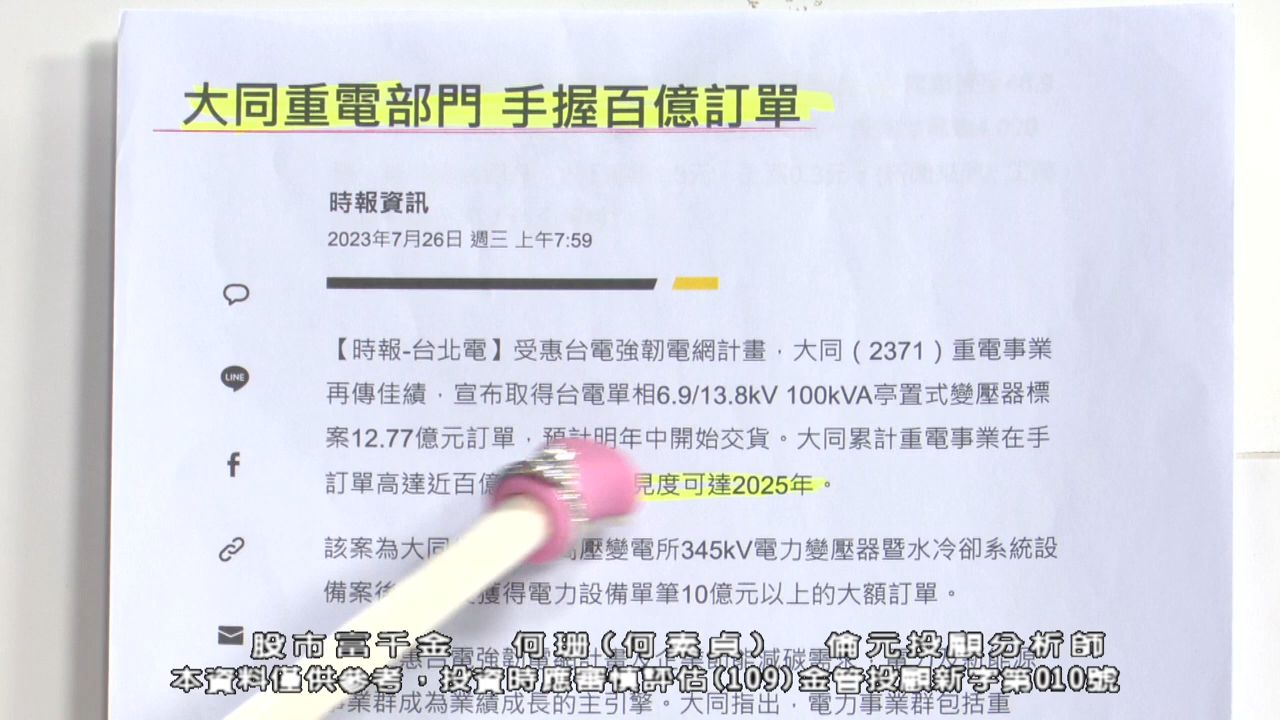 大同重電部門 手握百億訂單
時報資訊
2023年7月26日 週三 上午7:59
【時報-台北電】受惠台電強韌電網計畫，大同（2371）重電事業
LINE
再傳佳績，宣布取得台電單相6.9/13.8kV 100kVA亭置式變壓器標
案12.77億元訂單，預計明年中開始交貨。大同累計重電事業在手
訂單高達近百億 見度可達2025年。
該案為大同 壓變電所345kV電力變壓器暨水冷卻系統設
備案後 獲得電力設備單筆10億元以上的大額訂單。
股市富千金 何珊(何素貞) 倫元投顧分析師
本資料僅供參考，投資時應審慎評估(109)金管投顧新字第010號
事業群成為業績成長的主引擎。大同指出，電力事業群包括重